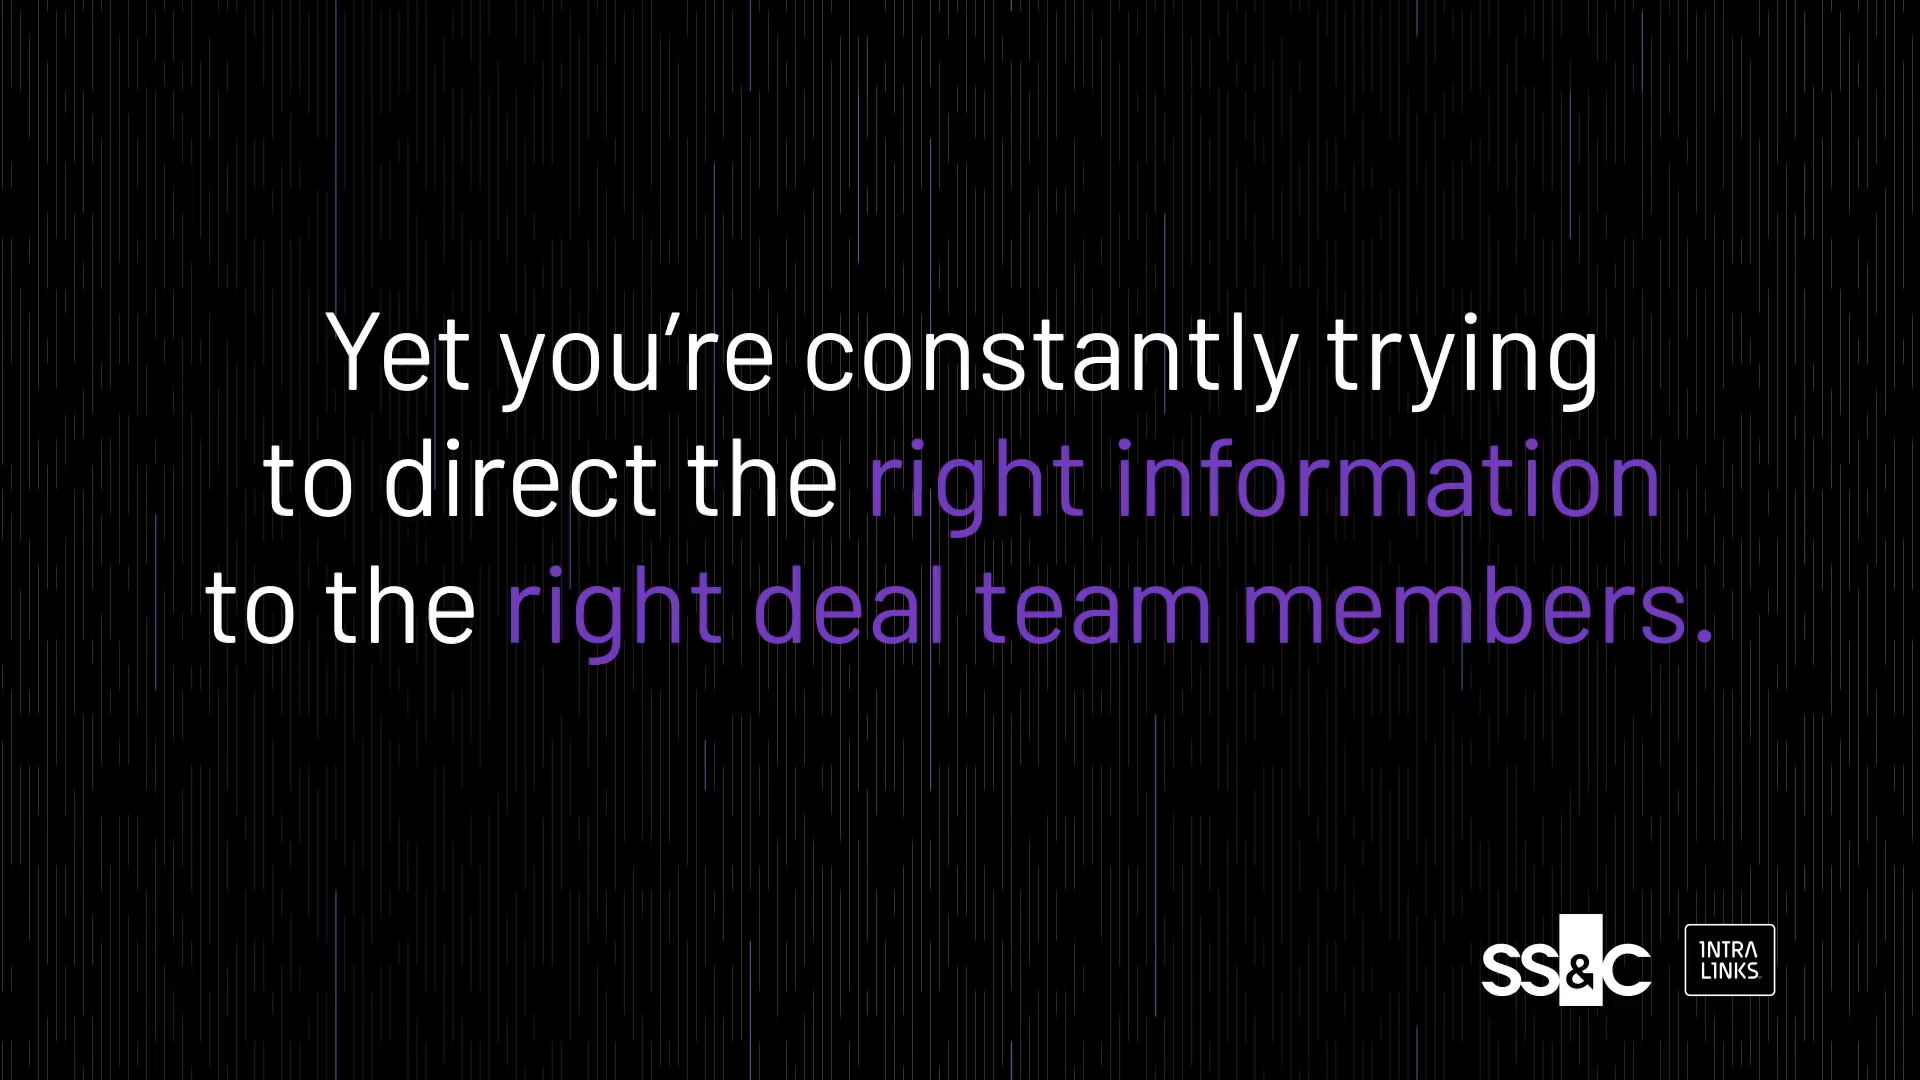 Yet you’re constantly trying
to direct the right information
to the right deal team members.
SS&C
INTRA
LINKS